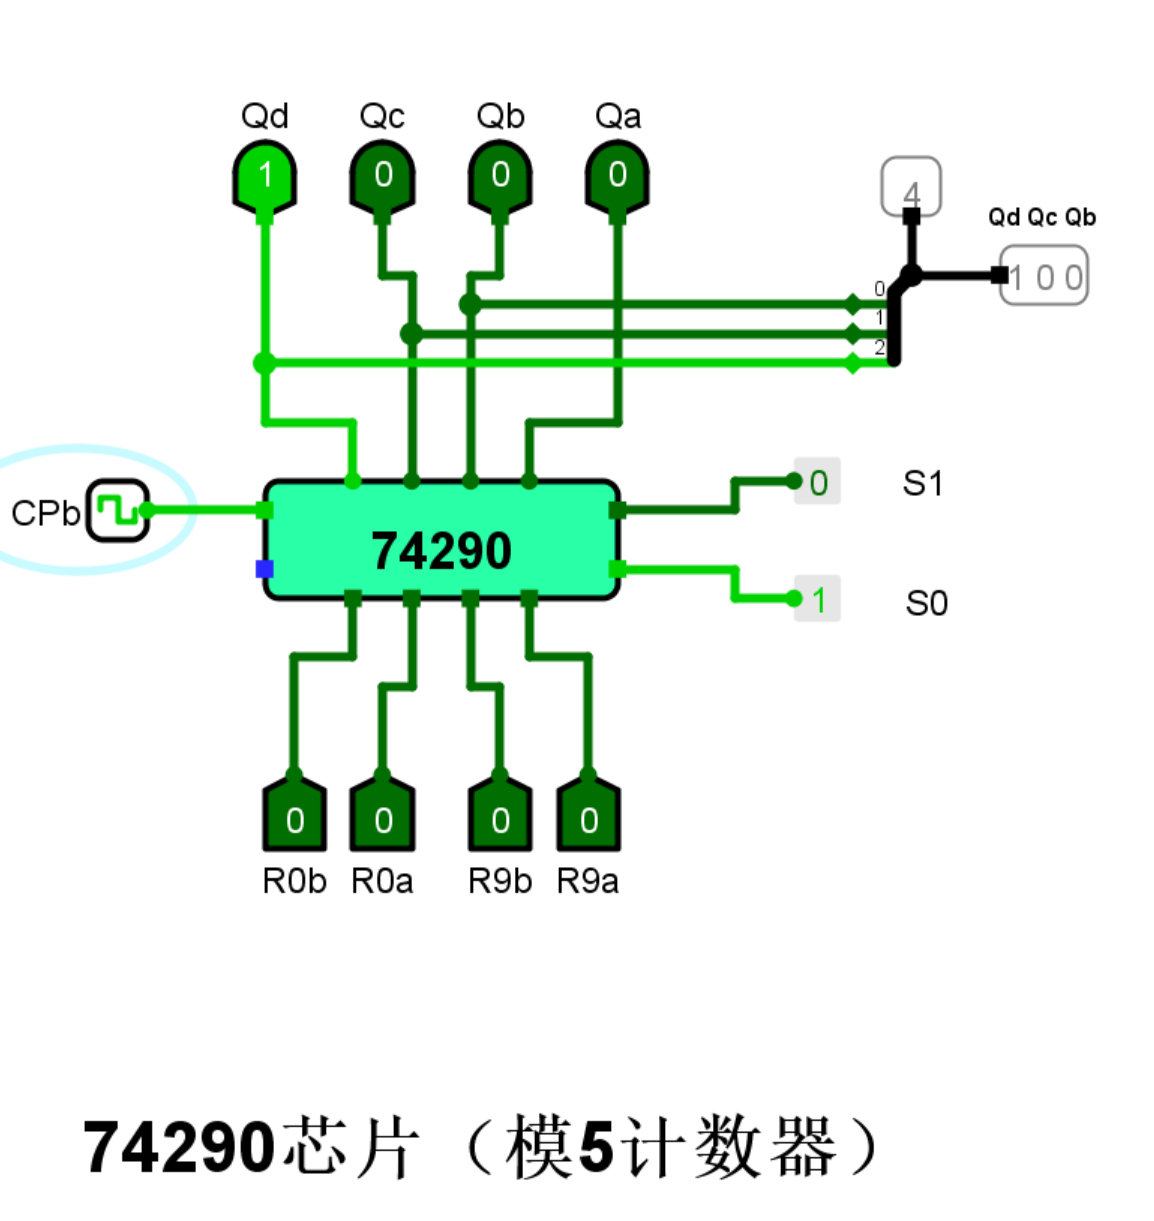 Qd Qc Qb Qa
1 0 0 0
4
Qd Qc Qb
1 0 0
0
1
2
CPb
74290
0 S1
1 S0
0 0 0 0
R0b R0a R9b R9a
74290芯片（模5计数器）